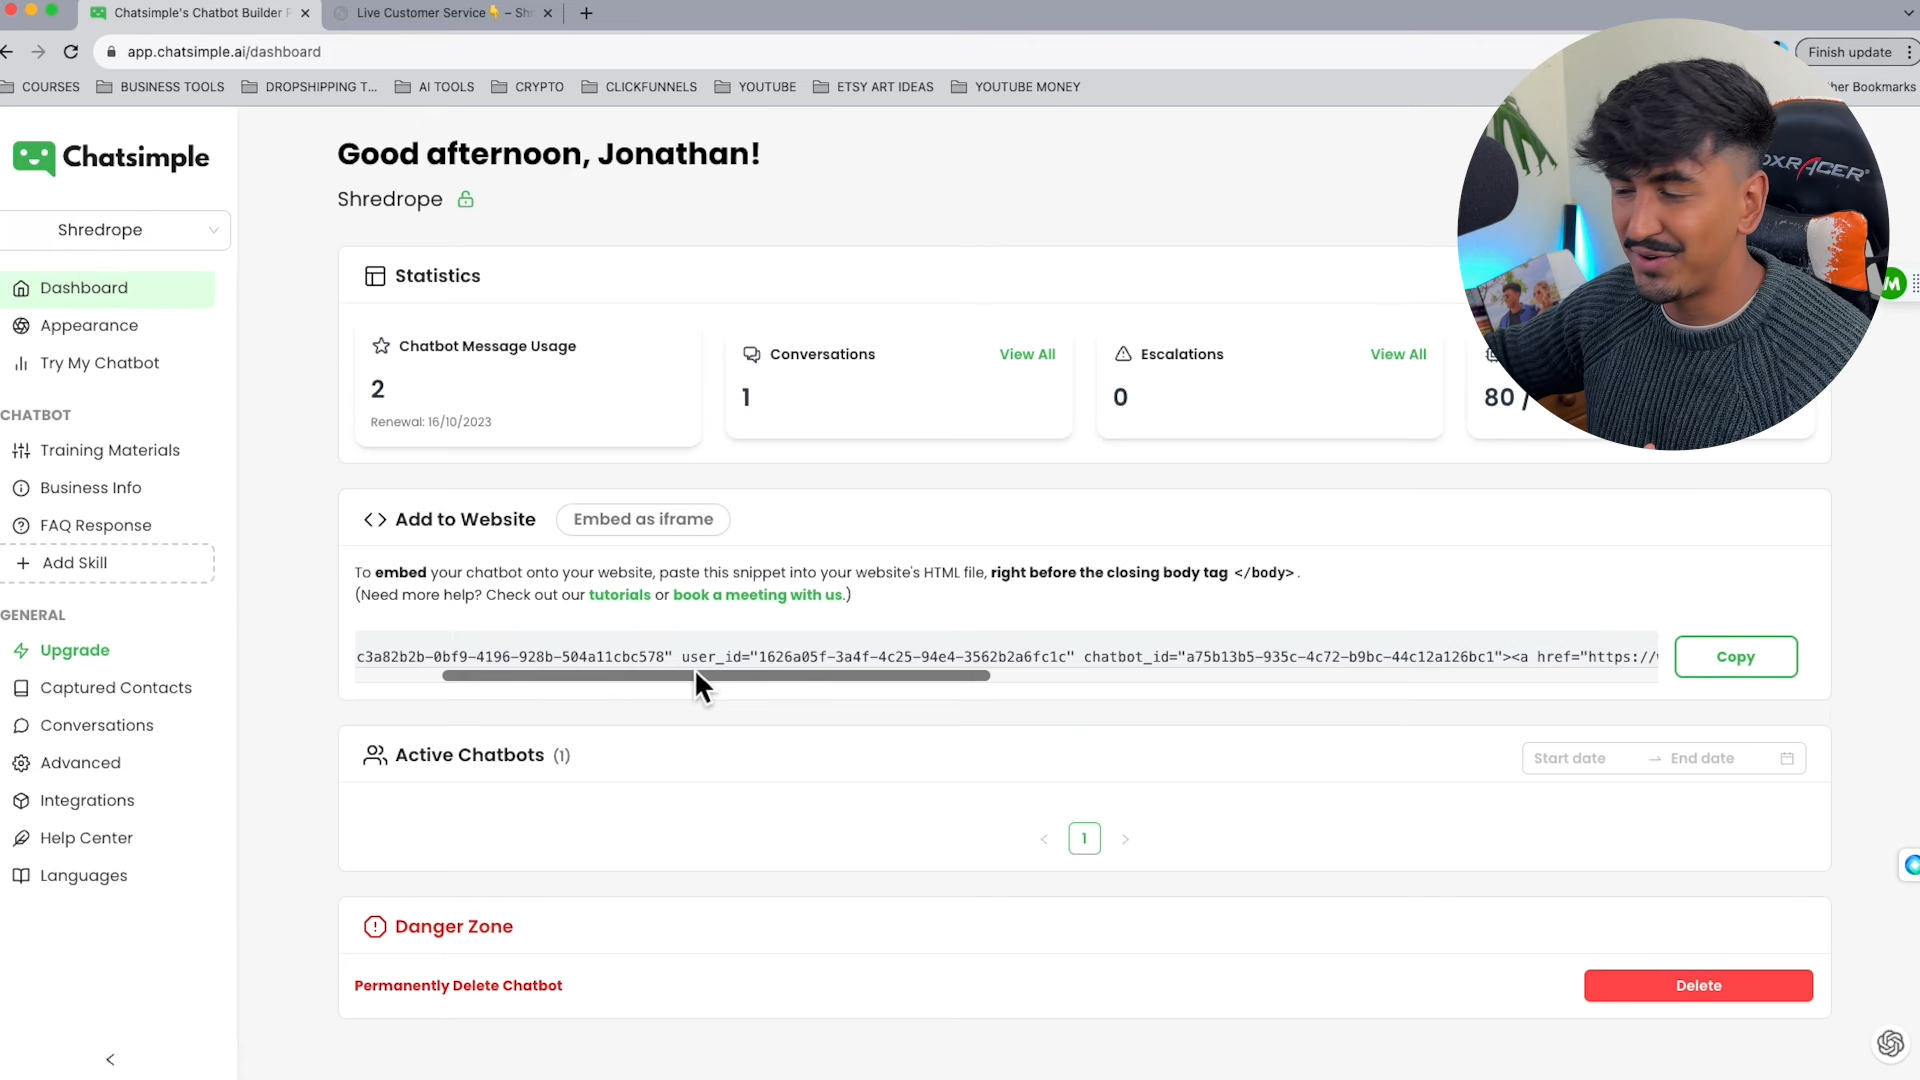 Chatsimple's Chatbot Builder
Live Customer Service👇 – Sh
app.chatsimple.ai/dashboard
Finish update
COURSES
BUSINESS TOOLS
DROPSHIPPING T...
AI TOOLS
CRYPTO
CLICKFUNNELS
YOUTUBE
ETSY ART IDEAS
YOUTUBE MONEY
her Bookmarks
Chatsimple
Shredrope
Dashboard
Appearance
Try My Chatbot
CHATBOT
Training Materials
Business Info
FAQ Response
+ Add Skill
GENERAL
Upgrade
Captured Contacts
Conversations
Advanced
Integrations
Help Center
Languages
Good afternoon, Jonathan!
Shredrope
Statistics
Chatbot Message Usage
2
Renewal: 16/10/2023
Conversations
View All
1
Escalations
View All
0
80 /
DXRACER
M
<> Add to Website
Embed as iframe
To embed your chatbot onto your website, paste this snippet into your website's HTML file, right before the closing body tag </body> .
(Need more help? Check out our tutorials or book a meeting with us.)
c3a82b2b-0bf9-4196-928b-504a11cbc578" user_id="1626a05f-3a4f-4c25-94e4-3562b2a6fc1c" chatbot_id="a75b13b5-935c-4c72-b9bc-44c12a126bc1"><a href="https://w
Copy
Active Chatbots (1)
Start date → End date
< 1 >
Danger Zone
Permanently Delete Chatbot
Delete